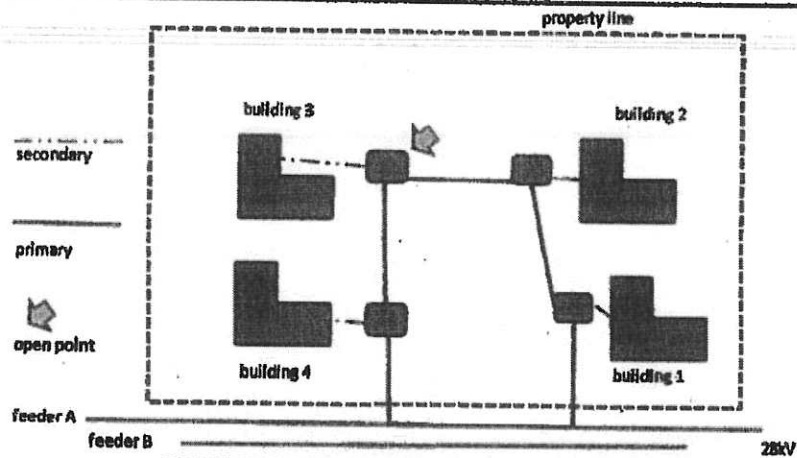 property line
building 3
building 2
secondary
primary
open point
building 4
building 1
feeder A
feeder B
28kV